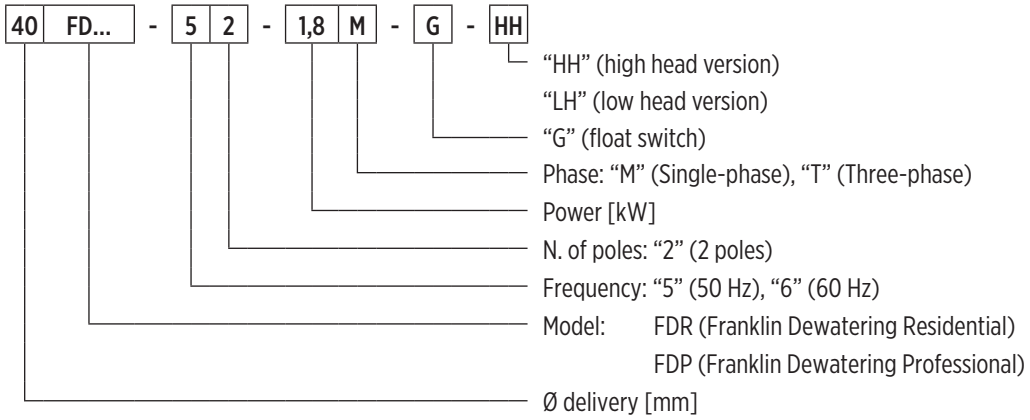 40 FD... - 5 2 - 1,8 M - G - HH
“HH” (high head version)
“LH” (low head version)
“G” (float switch)
Phase: “M” (Single-phase), “T” (Three-phase)
Power [kW]
N. of poles: “2” (2 poles)
Frequency: “5” (50 Hz), “6” (60 Hz)
Model: FDR (Franklin Dewatering Residential)
FDP (Franklin Dewatering Professional)
Ø delivery [mm]